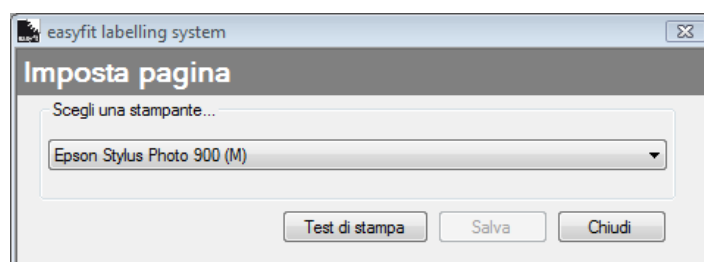 easyfit labelling system
Imposta pagina
Scegli una stampante...
Epson Stylus Photo 900 (M)
Test di stampa Salva Chiudi